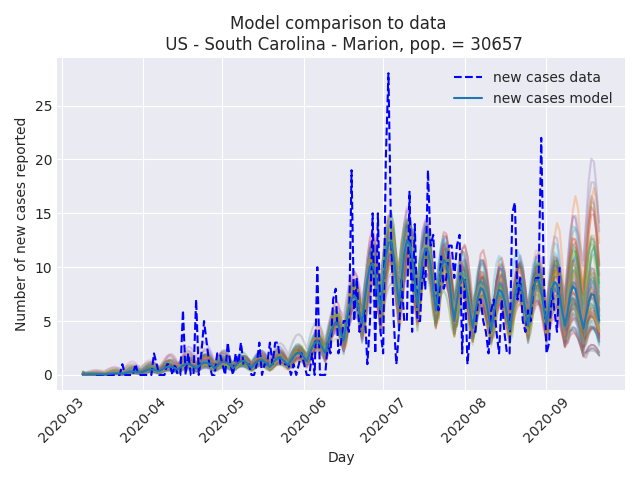 Model comparison to data
US - South Carolina - Marion, pop. = 30657
new cases data
new cases model
Number of new cases reported
25
20
15
10
5
0
2020-03
2020-04
2020-05
2020-06
2020-07
2020-08
2020-09
Day